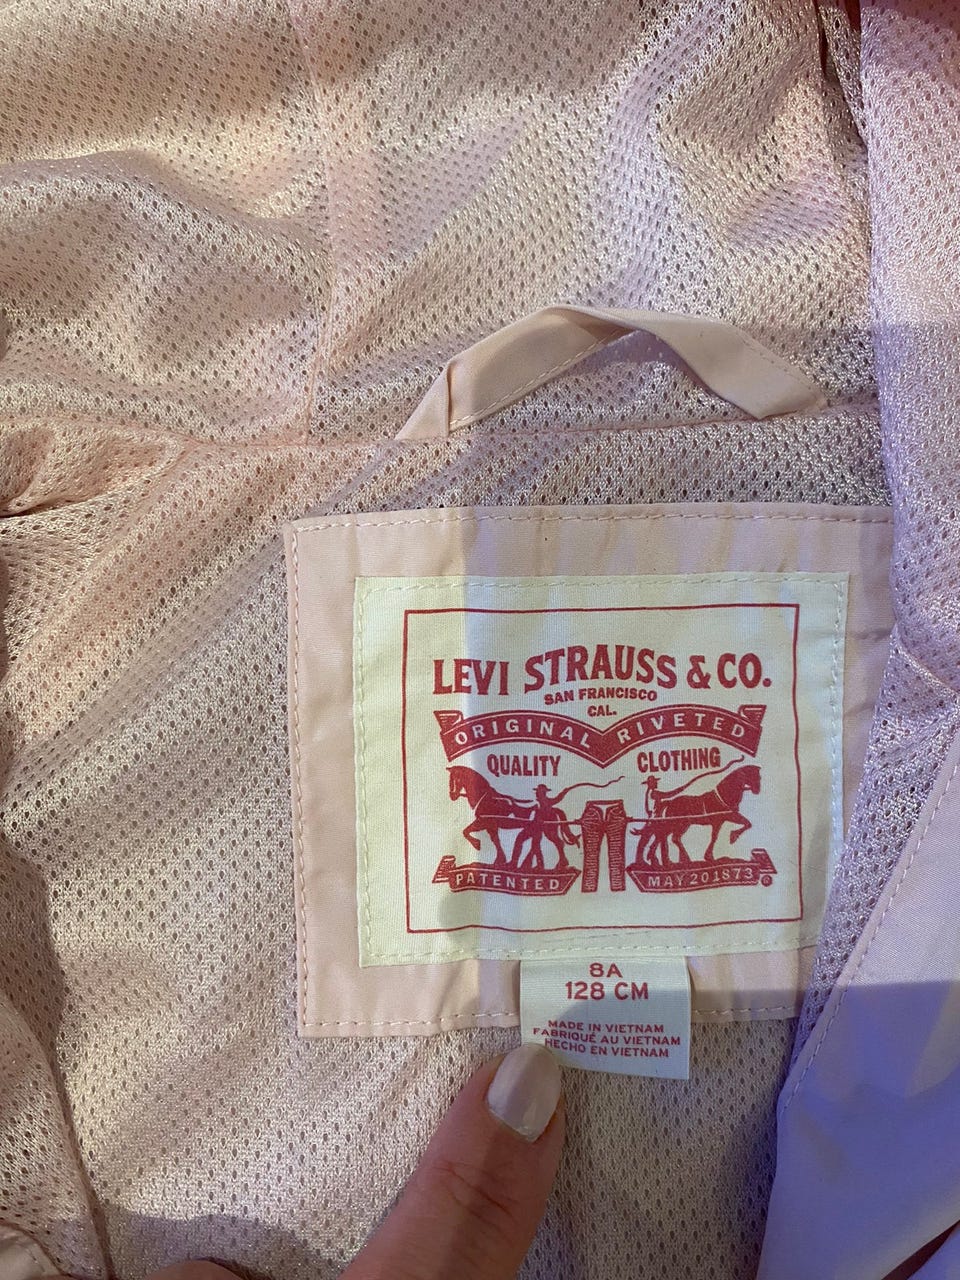 LEVI STRAUSS & CO.
SAN FRANCISCO
CAL.
ORIGINAL RIVETED
QUALITY CLOTHING
PATENTED MAY 20 1873 ®
8A
128 CM
MADE IN VIETNAM
FABRIQUÉ AU VIETNAM
HECHO EN VIETNAM